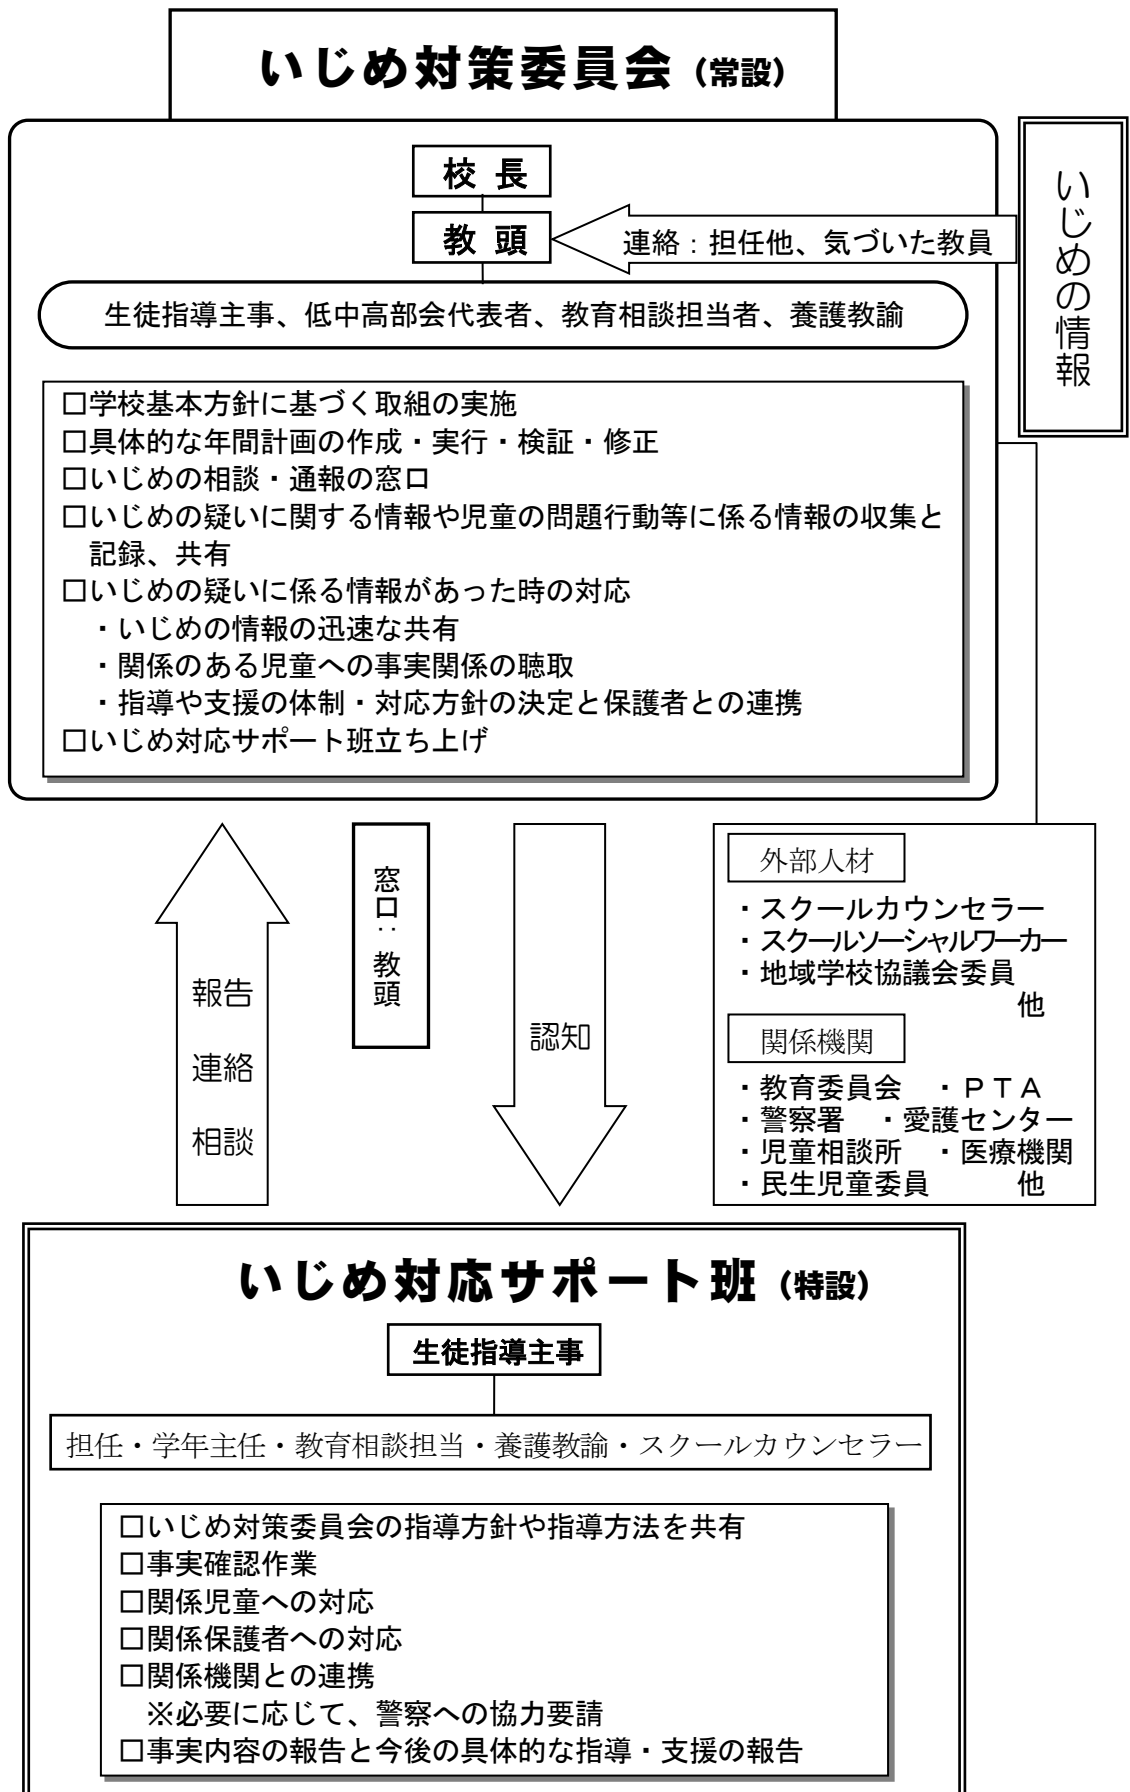 いじめ対策委員会（常設）
校 長
教 頭
連絡：担任他、気づいた教員
いじめの情報
生徒指導主事、低中高部会代表者、教育相談担当者、養護教諭
□学校基本方針に基づく取組の実施
□具体的な年間計画の作成・実行・検証・修正
□いじめの相談・通報の窓口
□いじめの疑いに関する情報や児童の問題行動等に係る情報の収集と
記録、共有
□いじめの疑いに係る情報があった時の対応
・いじめの情報の迅速な共有
・関係のある児童への事実関係の聴取
・指導や支援の体制・対応方針の決定と保護者との連携
□いじめ対応サポート班立ち上げ
報告
連絡
相談
窓口：教頭
認知
外部人材
・スクールカウンセラー
・スクールソーシャルワーカー
・地域学校協議会委員
他
関係機関
・教育委員会　・ＰＴＡ
・警察署　・愛護センター
・児童相談所　・医療機関
・民生児童委員　　　他
いじめ対応サポート班（特設）
生徒指導主事
担任・学年主任・教育相談担当・養護教諭・スクールカウンセラー
□いじめ対策委員会の指導方針や指導方法を共有
□事実確認作業
□関係児童への対応
□関係保護者への対応
□関係機関との連携
※必要に応じて、警察への協力要請
□事実内容の報告と今後の具体的な指導・支援の報告